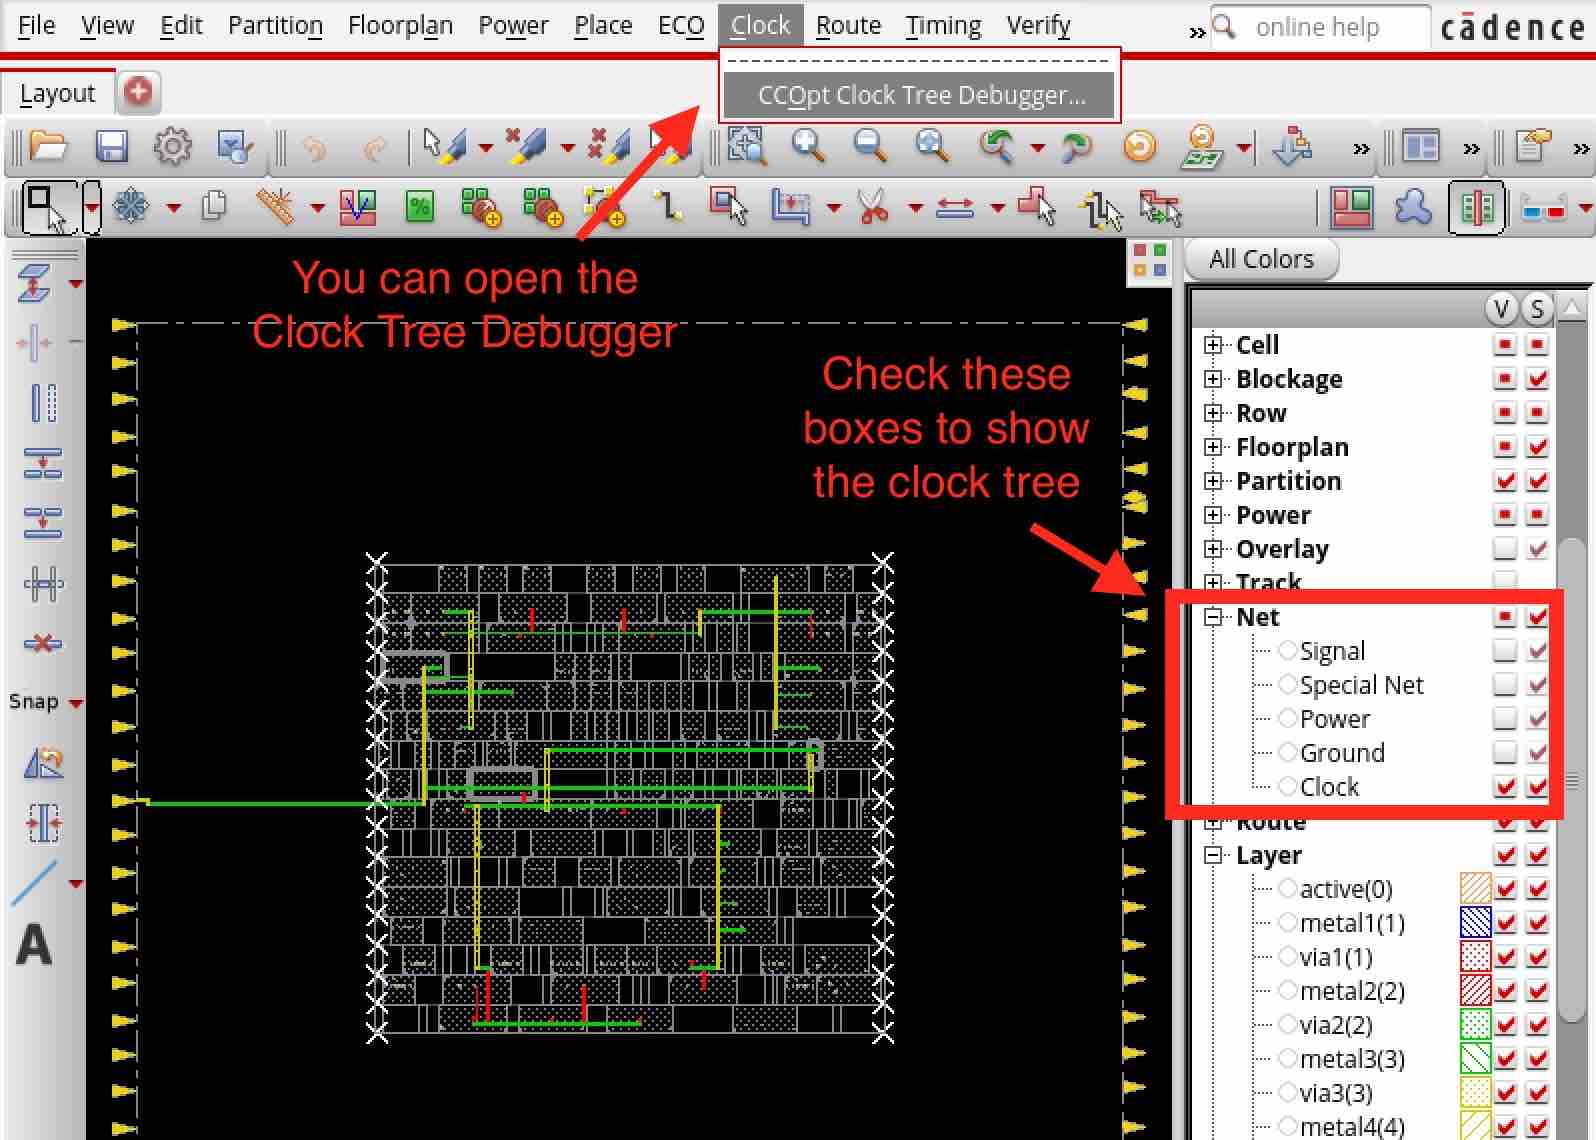 File View Edit Partition Floorplan Power Place ECO Clock Route Timing Verify » online help cādence
CCOpt Clock Tree Debugger...
Layout
You can open the
Clock Tree Debugger
Check these
boxes to show
the clock tree
Snap
A
All Colors
V S
Cell
Blockage
Row
Floorplan
Partition
Power
Overlay
Track
Net
Signal
Special Net
Power
Ground
Clock
Route
Layer
active(0)
metal1(1)
via1(1)
metal2(2)
via2(2)
metal3(3)
via3(3)
metal4(4)